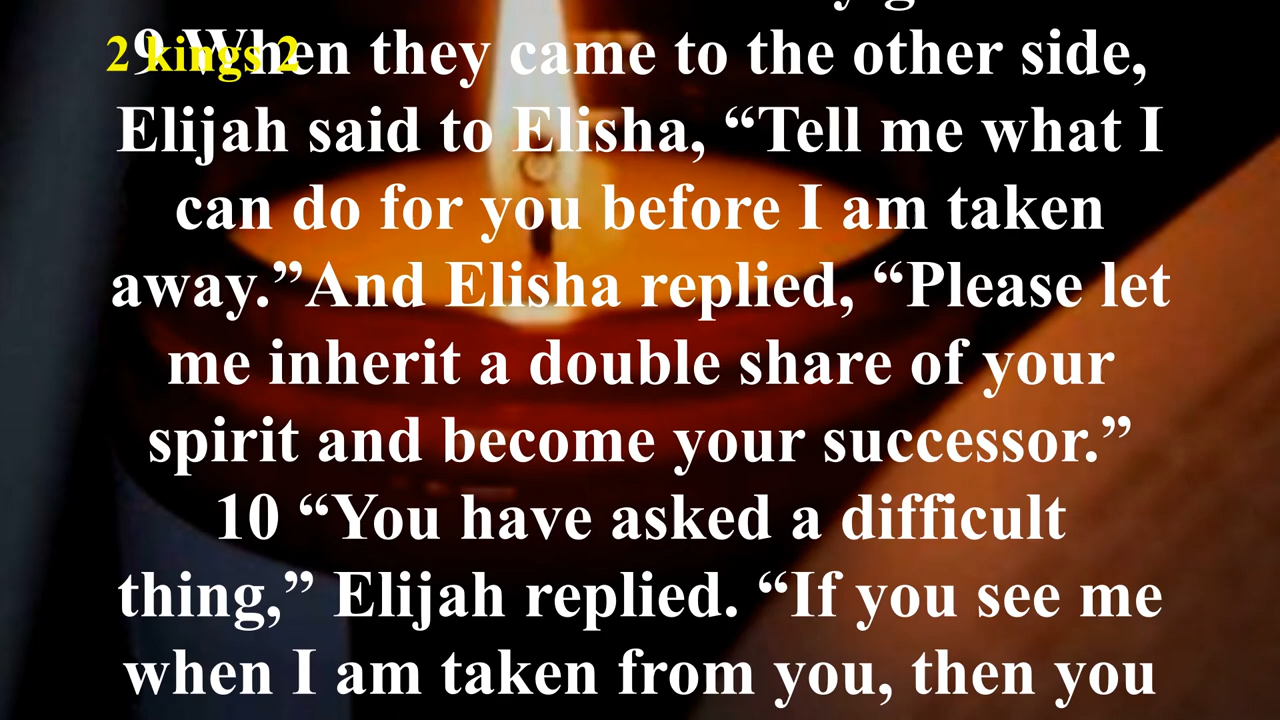 2 kings 2
9 When they came to the other side,
Elijah said to Elisha, “Tell me what I
can do for you before I am taken
away.”And Elisha replied, “Please let
me inherit a double share of your
spirit and become your successor.”
10 “You have asked a difficult
thing,” Elijah replied. “If you see me
when I am taken from you, then you